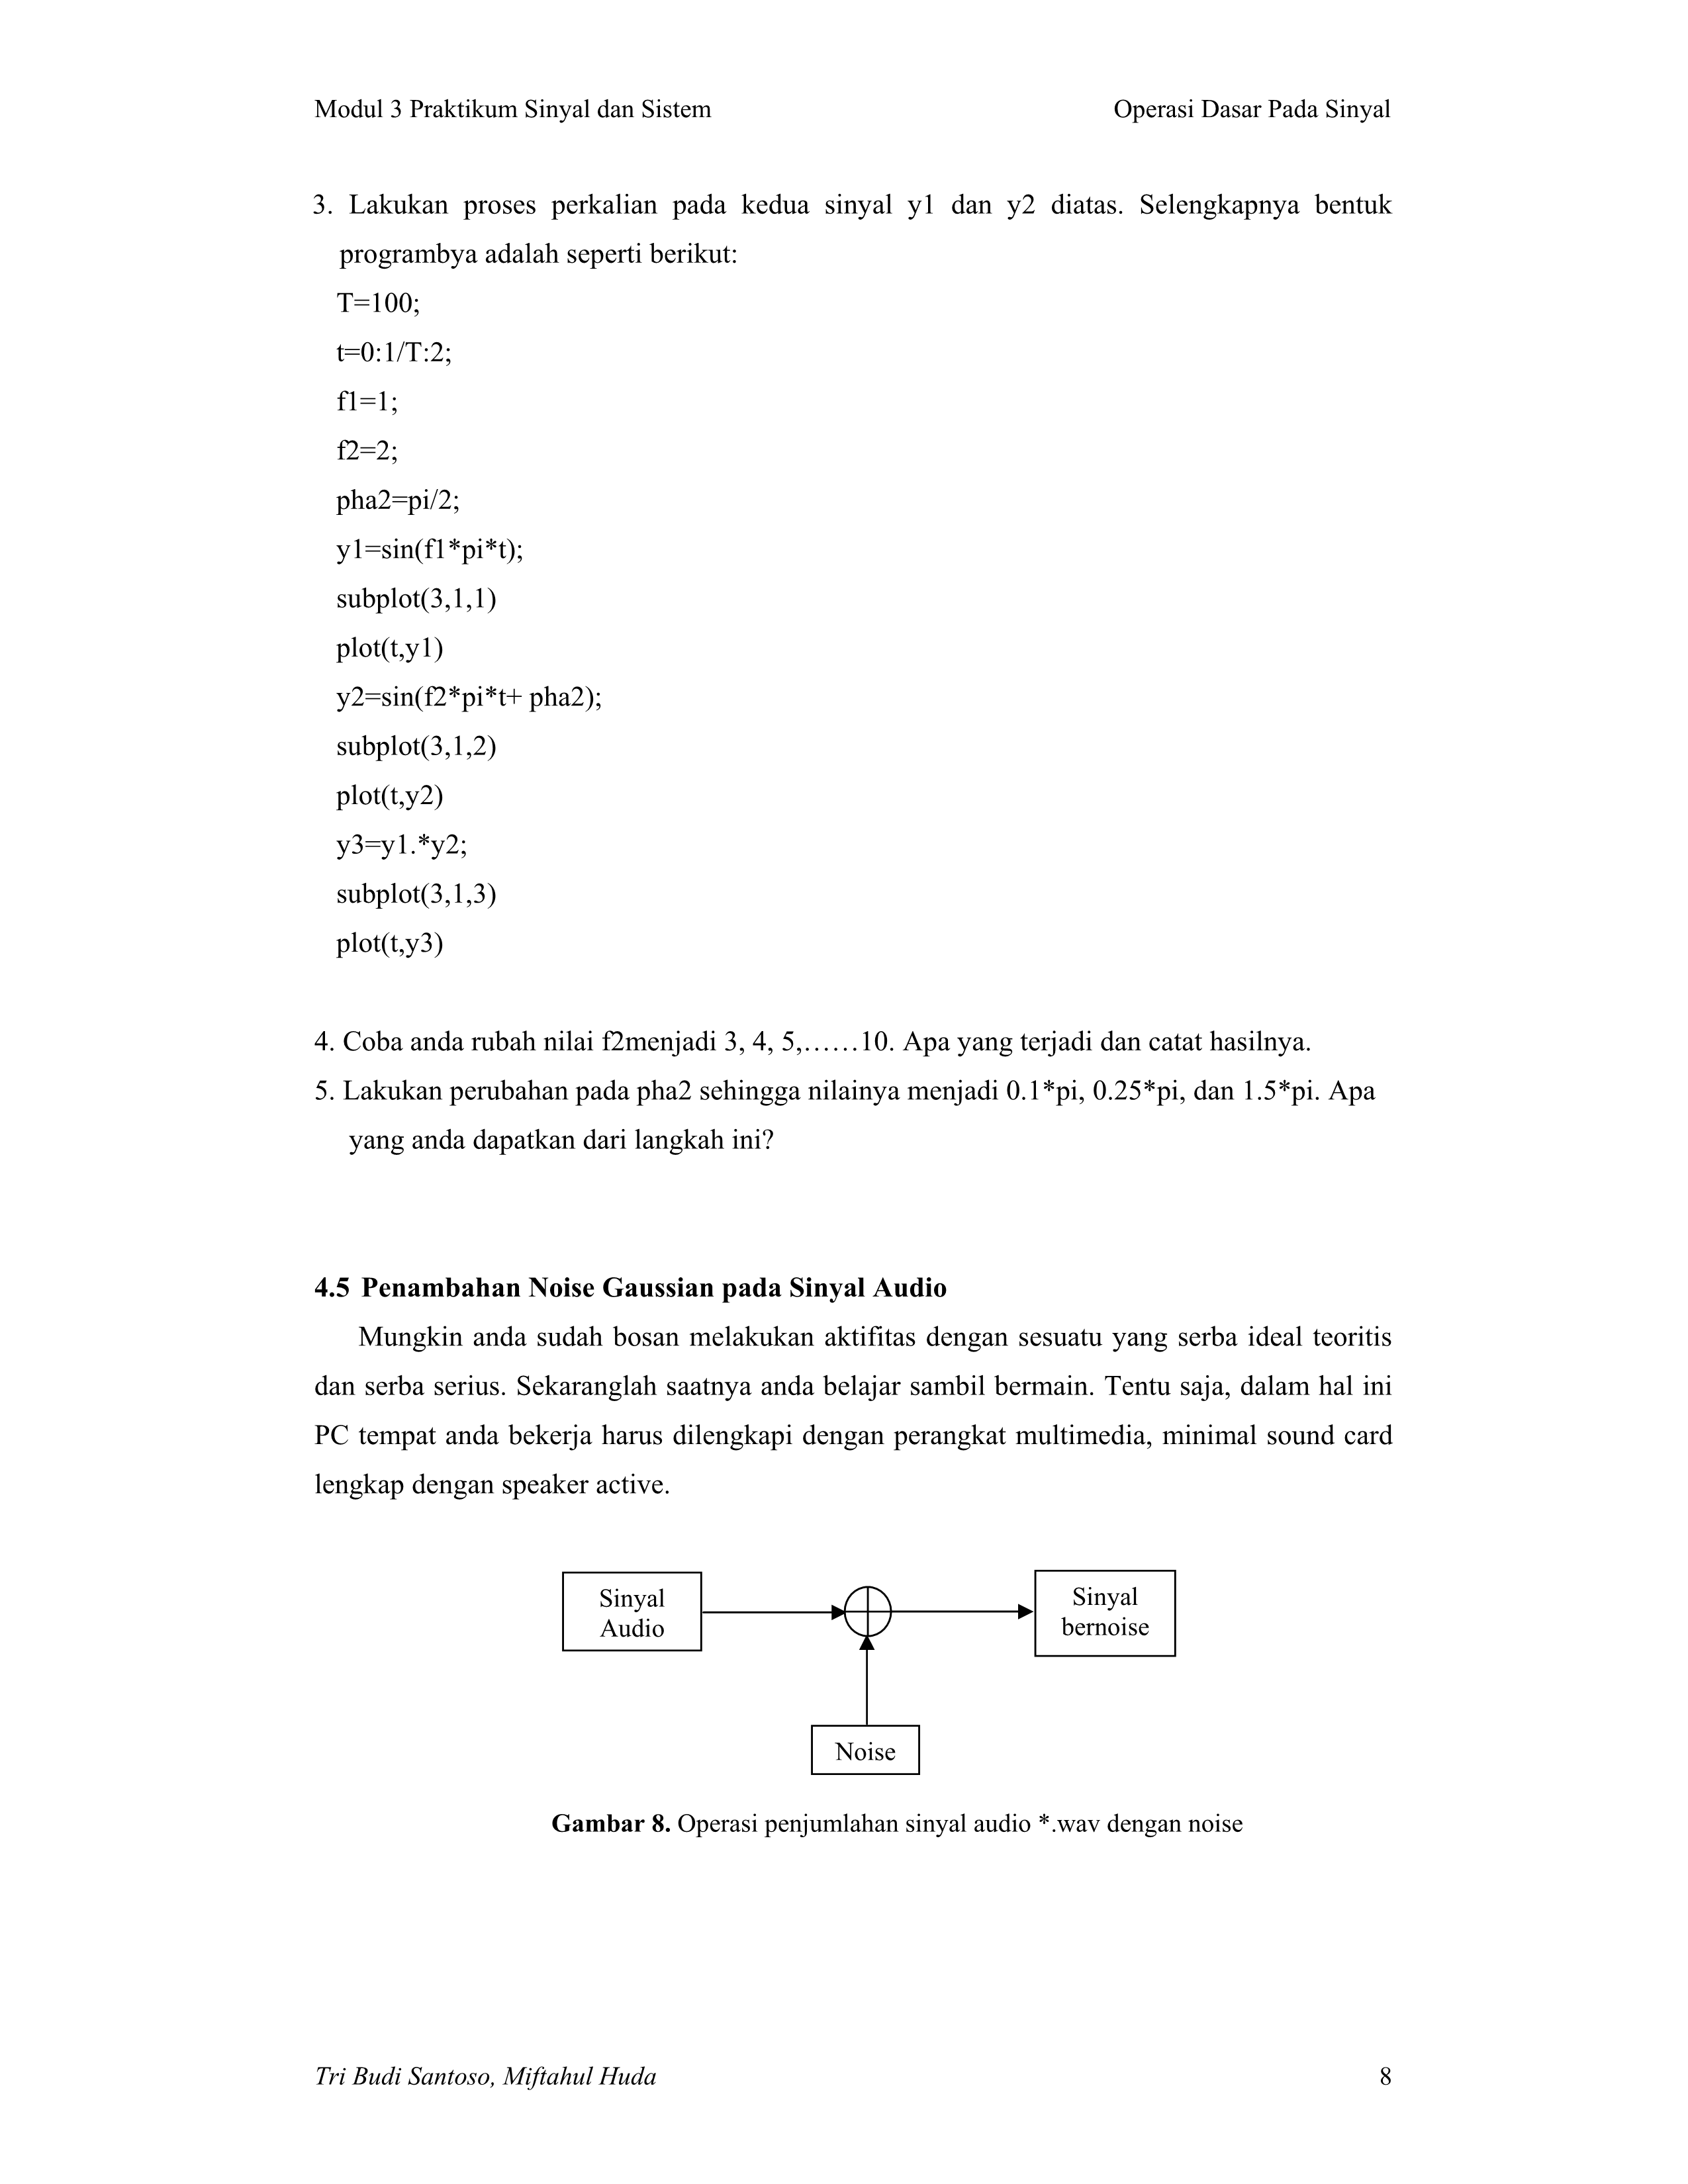 Modul 3 Praktikum Sinyal dan Sistem Operasi Dasar Pada Sinyal
3. Lakukan proses perkalian pada kedua sinyal y1 dan y2 diatas. Selengkapnya bentuk
programbya adalah seperti berikut:
T=100;
t=0:1/T:2;
f1=1;
f2=2;
pha2=pi/2;
y1=sin(f1*pi*t);
subplot(3,1,1)
plot(t,y1)
y2=sin(f2*pi*t+ pha2);
subplot(3,1,2)
plot(t,y2)
y3=y1.*y2;
subplot(3,1,3)
plot(t,y3)
4. Coba anda rubah nilai f2menjadi 3, 4, 5,……10. Apa yang terjadi dan catat hasilnya.
5. Lakukan perubahan pada pha2 sehingga nilainya menjadi 0.1*pi, 0.25*pi, dan 1.5*pi. Apa
yang anda dapatkan dari langkah ini?
4.5 Penambahan Noise Gaussian pada Sinyal Audio
Mungkin anda sudah bosan melakukan aktifitas dengan sesuatu yang serba ideal teoritis
dan serba serius. Sekaranglah saatnya anda belajar sambil bermain. Tentu saja, dalam hal ini
PC tempat anda bekerja harus dilengkapi dengan perangkat multimedia, minimal sound card
lengkap dengan speaker active.
Sinyal
Audio
Sinyal
bernoise
Noise
Gambar 8. Operasi penjumlahan sinyal audio *.wav dengan noise
Tri Budi Santoso, Miftahul Huda 8